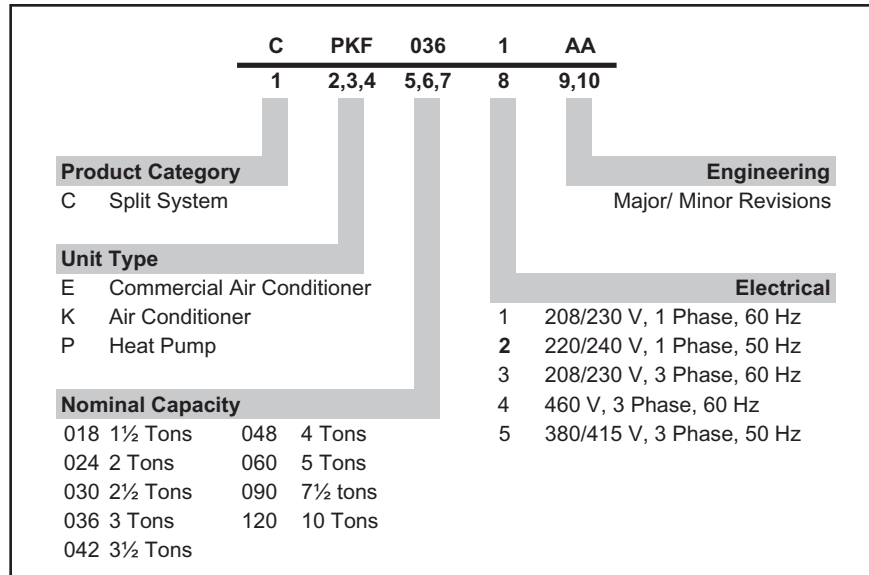 C PKF 036 1 AA
1 2,3,4 5,6,7 8 9,10
Product Category
C Split System
Unit Type
E Commercial Air Conditioner
K Air Conditioner
P Heat Pump
Nominal Capacity
018 1½ Tons 048 4 Tons
024 2 Tons 060 5 Tons
030 2½ Tons 090 7½ tons
036 3 Tons 120 10 Tons
042 3½ Tons
Engineering
Major/ Minor Revisions
Electrical
1 208/230 V, 1 Phase, 60 Hz
2 220/240 V, 1 Phase, 50 Hz
3 208/230 V, 3 Phase, 60 Hz
4 460 V, 3 Phase, 60 Hz
5 380/415 V, 3 Phase, 50 Hz